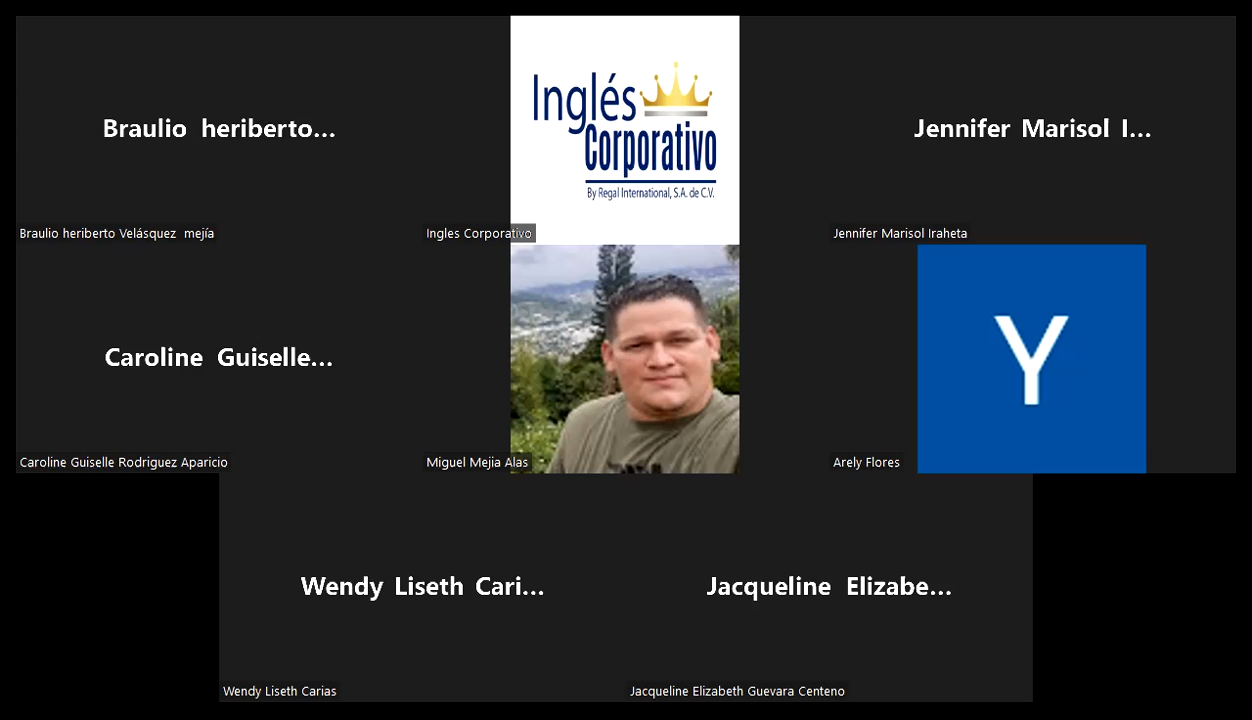 Braulio heriberto...
Braulio heriberto Velásquez mejía
Inglés
Corporativo
By Regal International, S.A. de C.V.
Ingles Corporativo
Jennifer Marisol I...
Jennifer Marisol Iraheta
Caroline Guiselle...
Caroline Guiselle Rodriguez Aparicio
Miguel Mejia Alas
Y
Arely Flores
Wendy Liseth Cari...
Wendy Liseth Carias
Jacqueline Elizabe...
Jacqueline Elizabeth Guevara Centeno